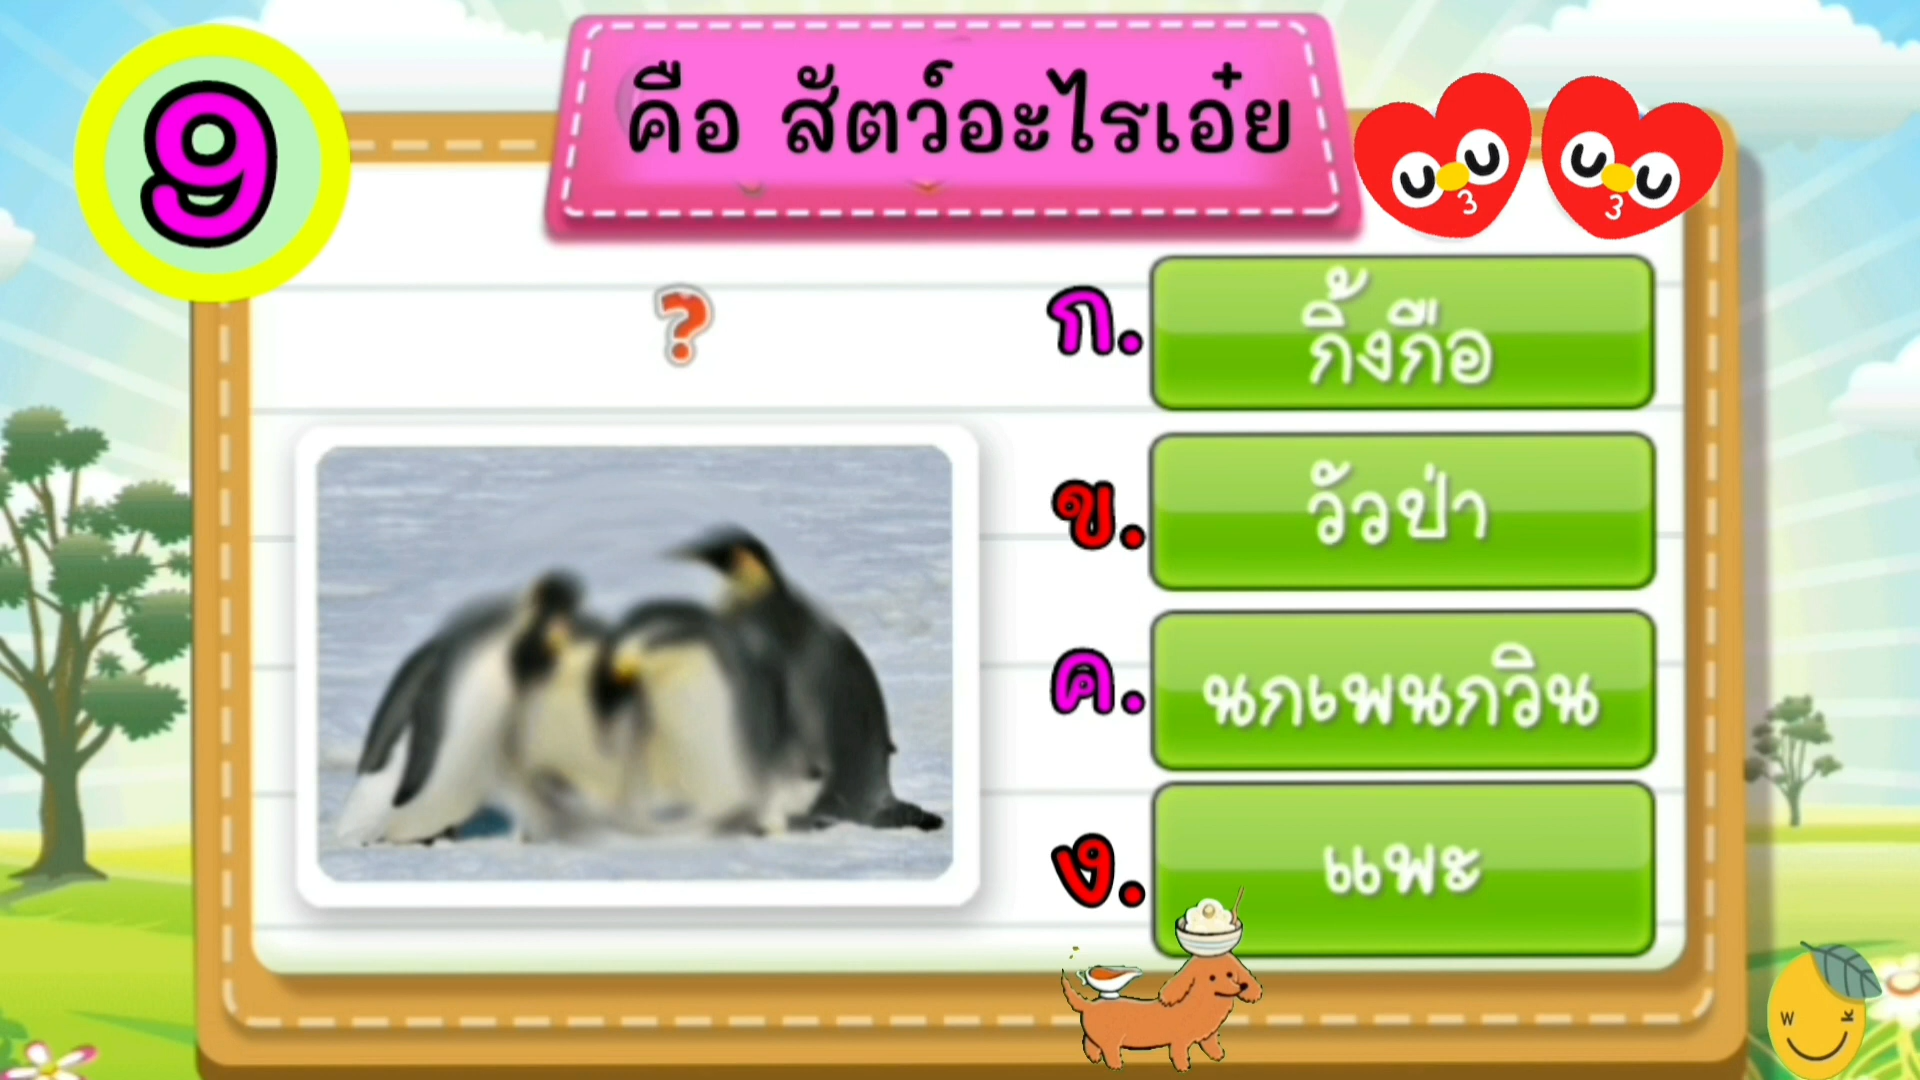 9
คือ สัตว์อะไรเอ๋ย
?
ก. กิ้งกือ
ข. วัวป่า
ค. นกเพนกวิน
ง. แพะ
W K